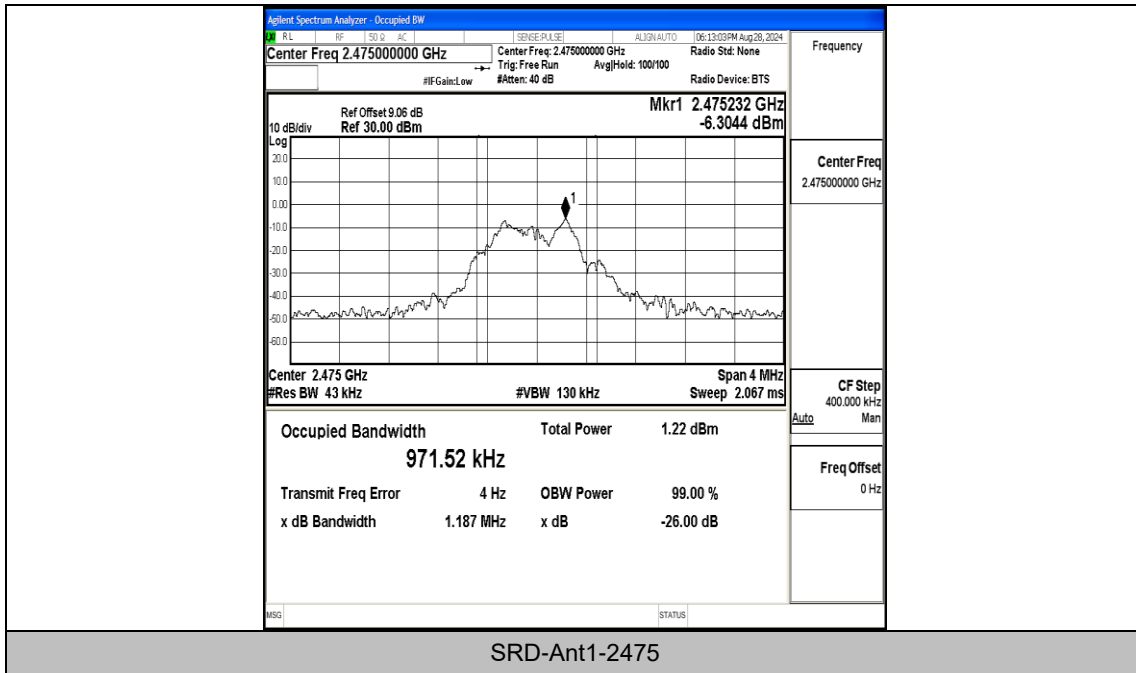 Agilent Spectrum Analyzer - Occupied BW
RL RF 50 Ω AC SENSE:PULSE ALIGN AUTO 06:13:03 PM Aug 28, 2024
Center Freq 2.475000000 GHz
Center Freq: 2.475000000 GHz
Radio Std: None
Trig: Free Run Avg|Hold: 100/100
#IFGain:Low #Atten: 40 dB Radio Device: BTS
Frequency
Ref Offset 9.06 dB
10 dB/div Ref 30.00 dBm
Mkr1 2.475232 GHz
-6.3044 dBm
Log
20.0
10.0
0.00
-10.0
-20.0
-30.0
-40.0
-50.0
-60.0
1
Center 2.475 GHz Span 4 MHz
#Res BW 43 kHz #VBW 130 kHz Sweep 2.067 ms
Center Freq
2.475000000 GHz
CF Step
400.000 kHz
Auto Man
Freq Offset
0 Hz
Occupied Bandwidth Total Power 1.22 dBm
971.52 kHz
Transmit Freq Error 4 Hz OBW Power 99.00 %
x dB Bandwidth 1.187 MHz x dB -26.00 dB
MSG STATUS
SRD-Ant1-2475